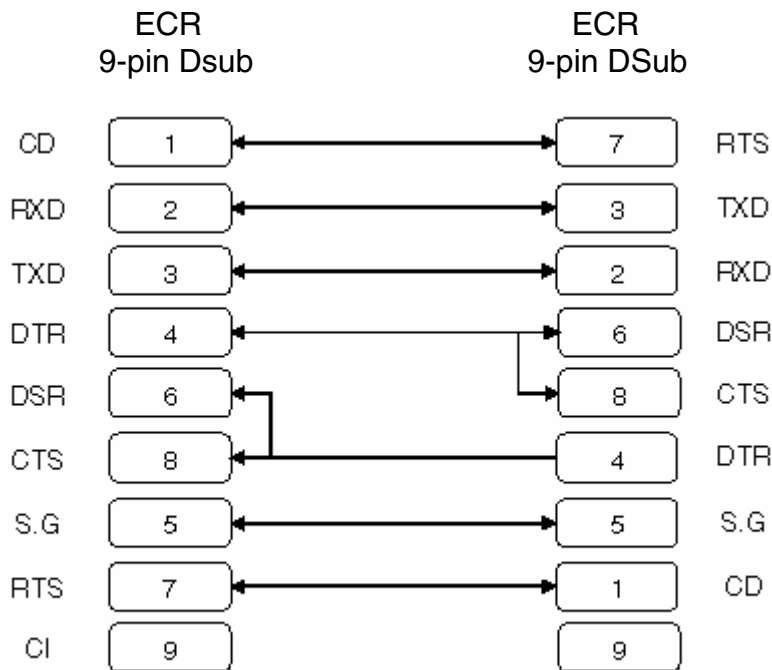 ECR ECR
9-pin Dsub 9-pin DSub
CD 1 7 RTS
RXD 2 3 TXD
TXD 3 2 RXD
DTR 4 6 DSR
DSR 6 8 CTS
CTS 8 4 DTR
S.G 5 5 S.G
RTS 7 1 CD
CI 9 9